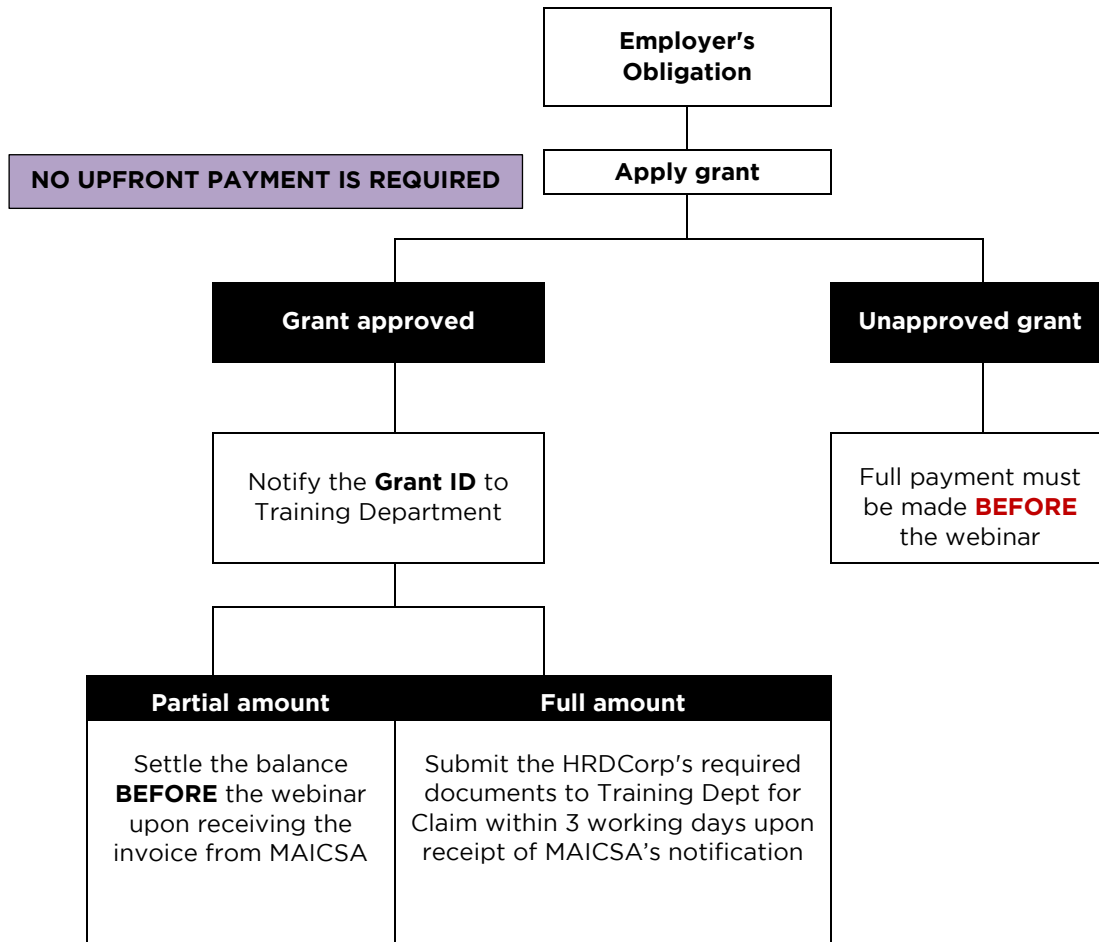 Employer's
Obligation
NO UPFRONT PAYMENT IS REQUIRED
Apply grant
Grant approved
Unapproved grant
Notify the Grant ID to
Training Department
Full payment must
be made BEFORE
the webinar
Partial amount
Full amount
Settle the balance
BEFORE the webinar
upon receiving the
invoice from MAICSA
Submit the HRDCorp's required
documents to Training Dept for
Claim within 3 working days upon
receipt of MAICSA’s notification